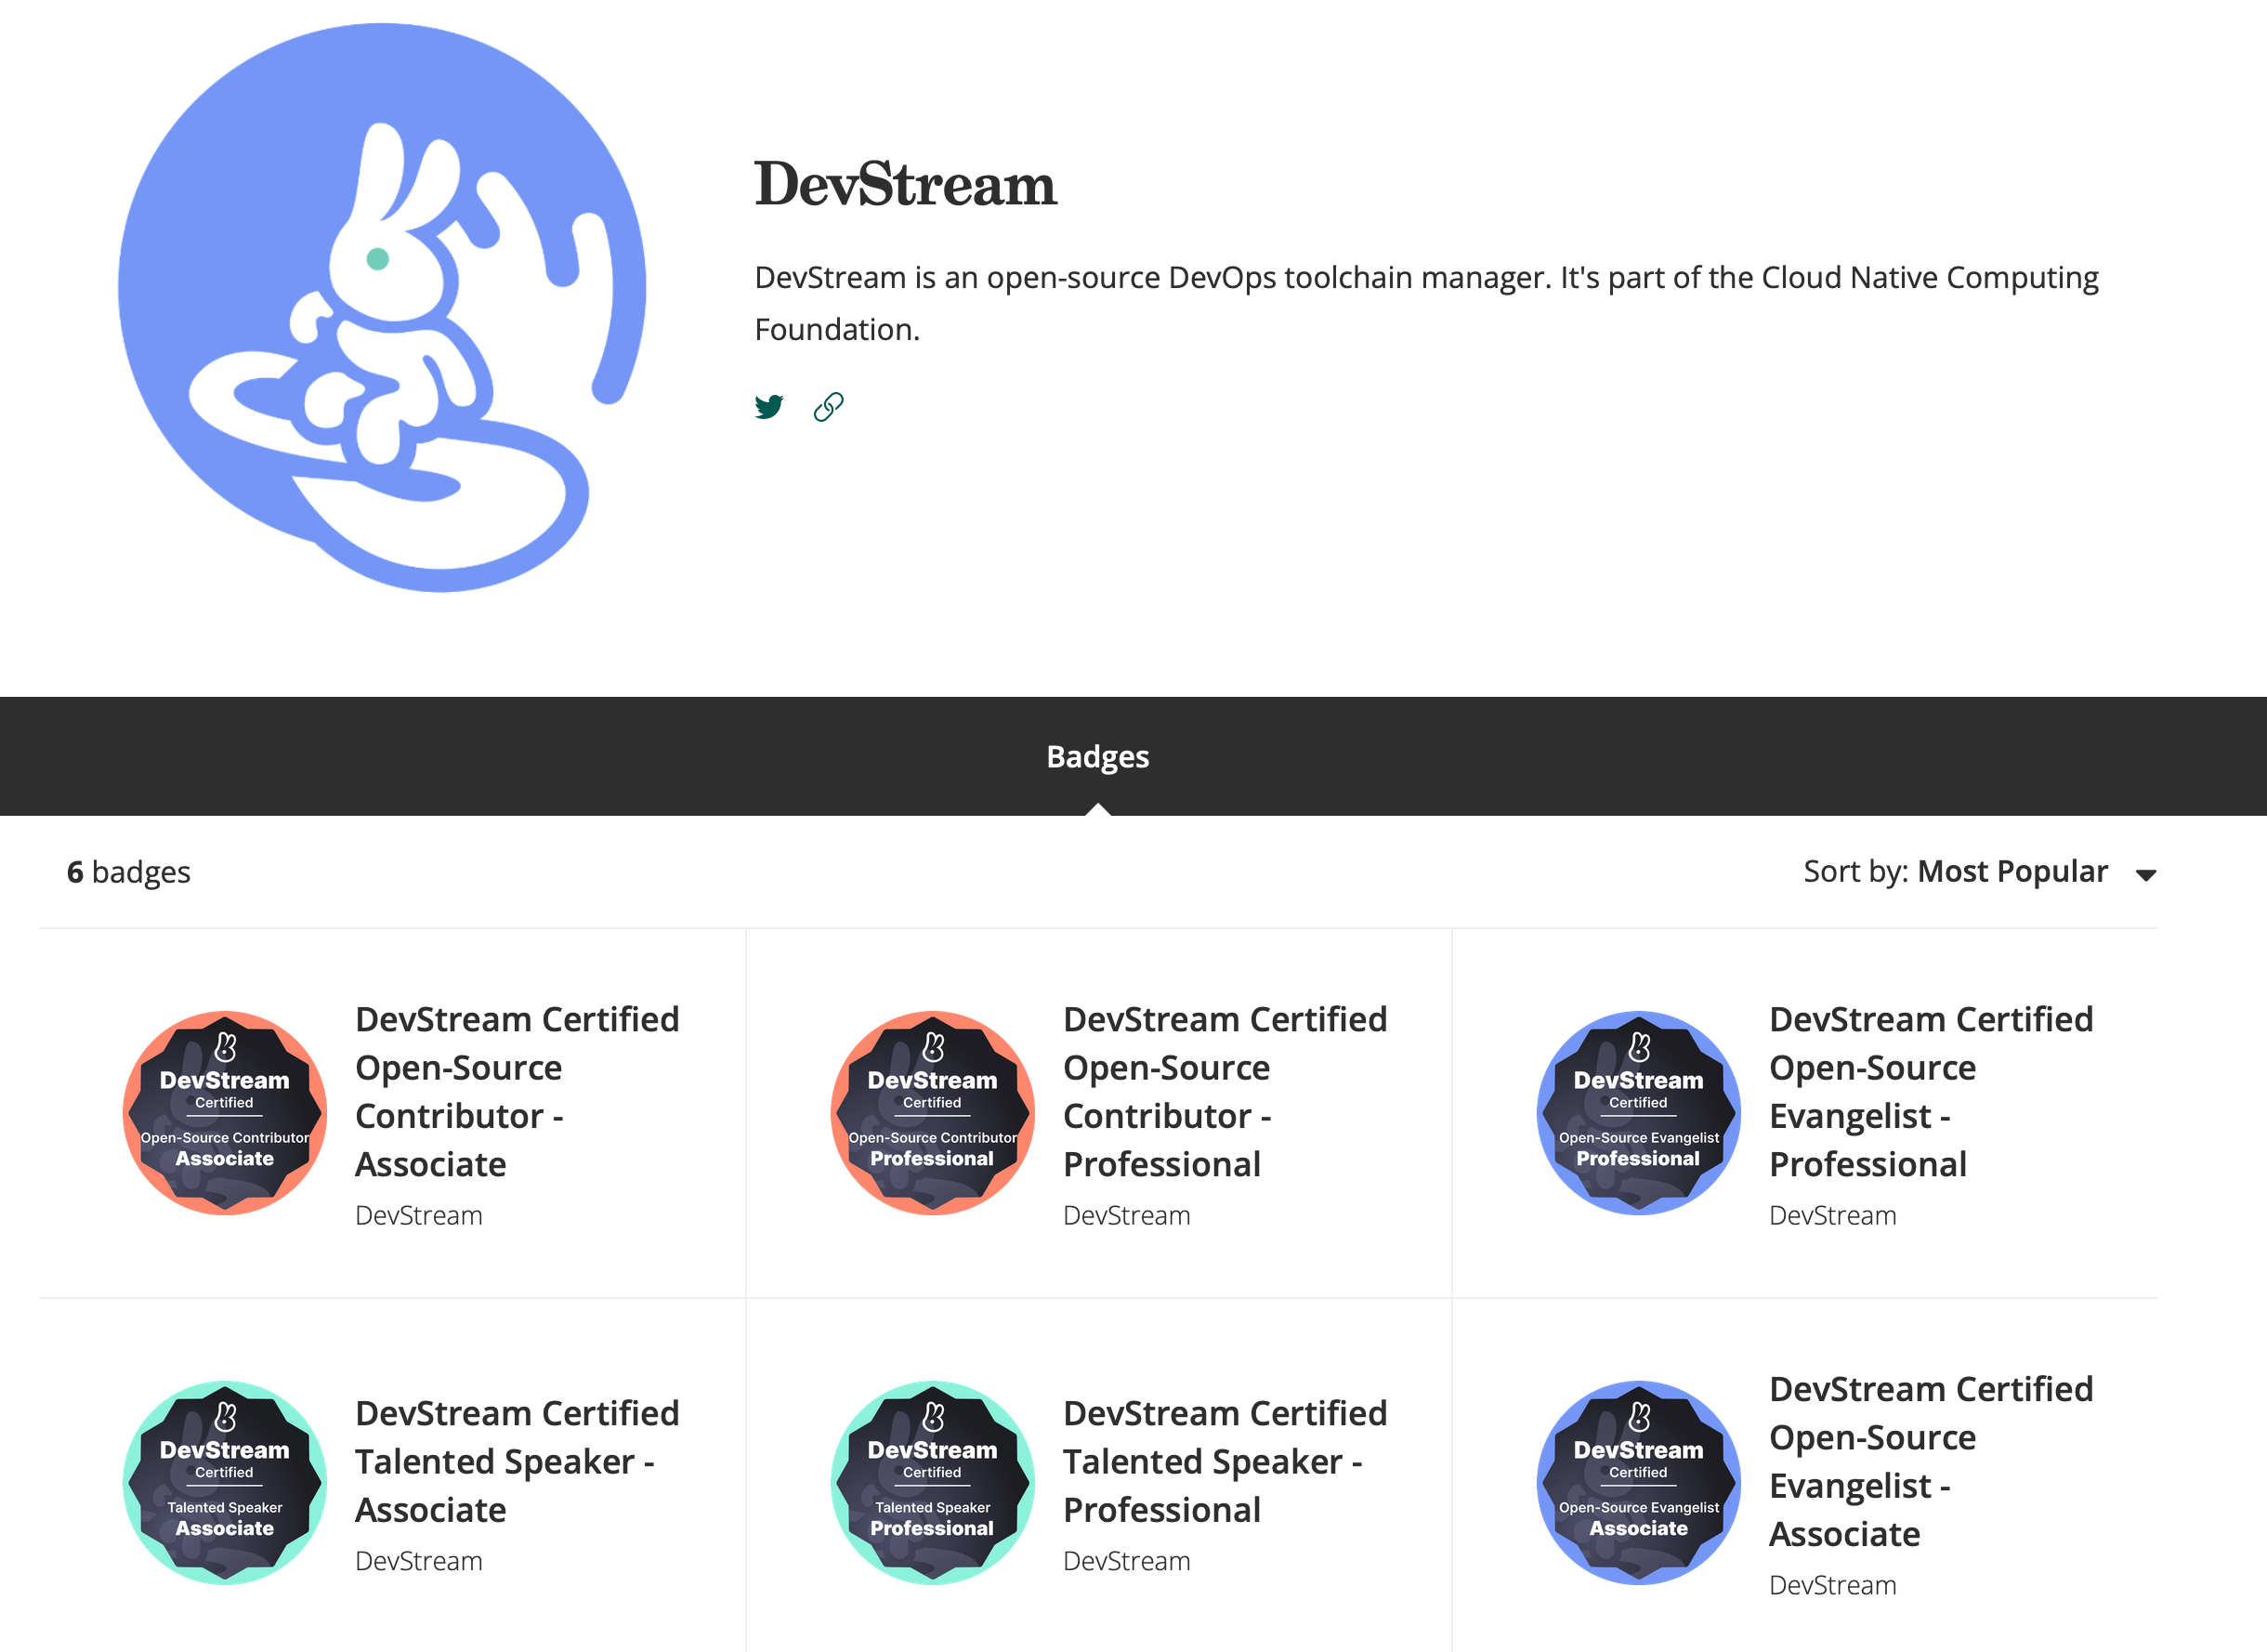 DevStream
DevStream is an open-source DevOps toolchain manager. It's part of the Cloud Native Computing
Foundation.
Badges
6 badges
Sort by: Most Popular
DevStream
Certified
Open-Source Contributor
Associate
DevStream Certified
Open-Source
Contributor -
Associate
DevStream
DevStream
Certified
Open-Source Contributor
Professional
DevStream Certified
Open-Source
Contributor -
Professional
DevStream
DevStream
Certified
Open-Source Evangelist
Professional
DevStream Certified
Open-Source
Evangelist -
Professional
DevStream
DevStream
Certified
Talented Speaker
Associate
DevStream Certified
Talented Speaker -
Associate
DevStream
DevStream
Certified
Talented Speaker
Professional
DevStream Certified
Talented Speaker -
Professional
DevStream
DevStream
Certified
Open-Source Evangelist
Associate
DevStream Certified
Open-Source
Evangelist -
Associate
DevStream